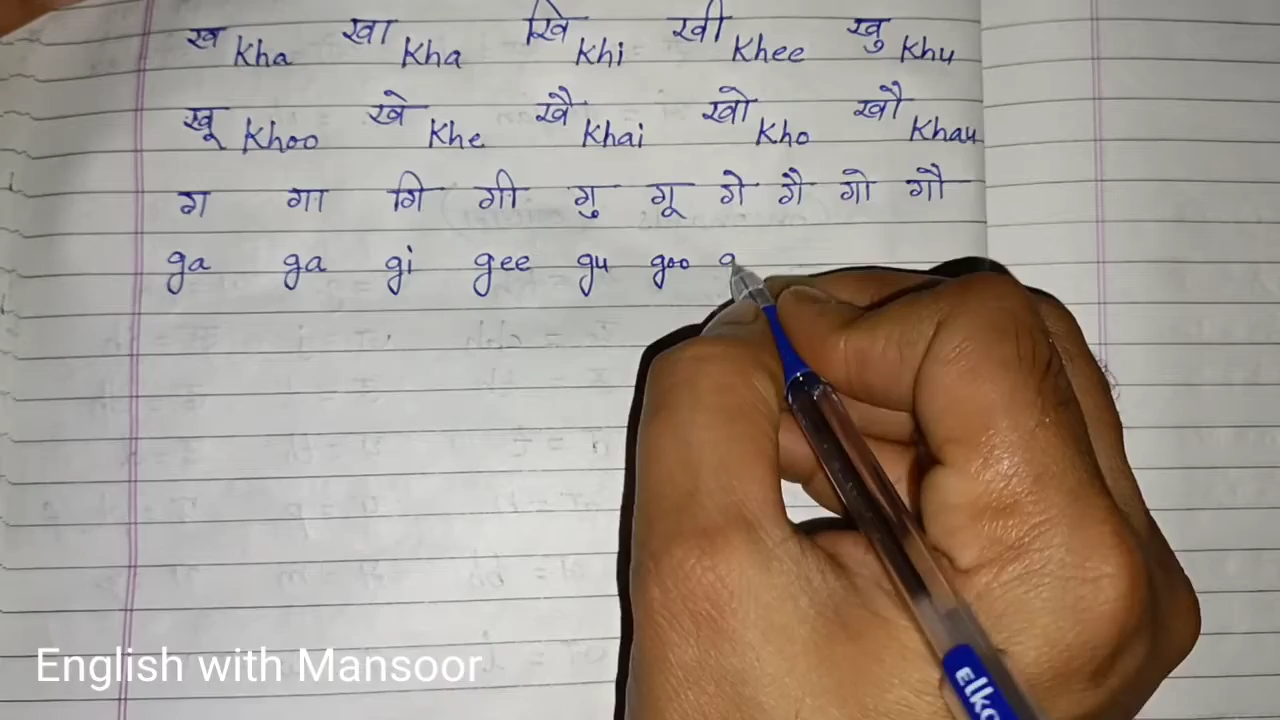 ख Kha खा Kha खि Khi खी Khee खु Khu
खू Khoo खे Khe खै Khai खो Kho खौ Khau
ग गा गि गी गु गू गे गै गो गौ
ga ga gi gee gu goo g
English with Mansoor